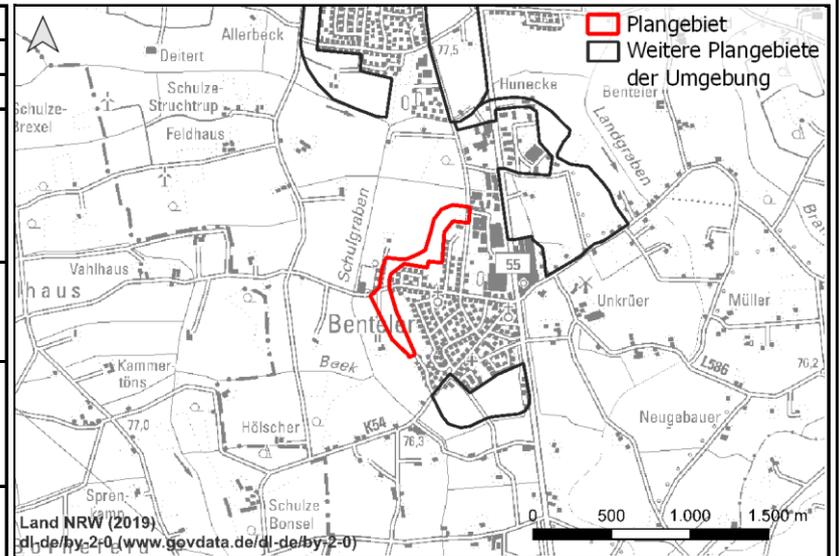 Plangebiet
Weitere Plangebiete
der Umgebung
Allerbeck
77,5
Deitert
Hunecke
Benteler
Schulze-
Struchtrup
Schulze-
Brexel
Landgraben
Feldhaus
Schulgraben
Vahlhaus
55
lhaus
Unkrüer
Müller
Benteler
Beek
L586
76,2
Kammer-
töns
Neugebauer
77,0
Hölscher
K54
76,3
Schulze
Bonsel
Land NRW (2019)
dl-de/by-2-0 (www.govdata.de/dl-de/by-2-0)
0 500 1.000 1.500 m